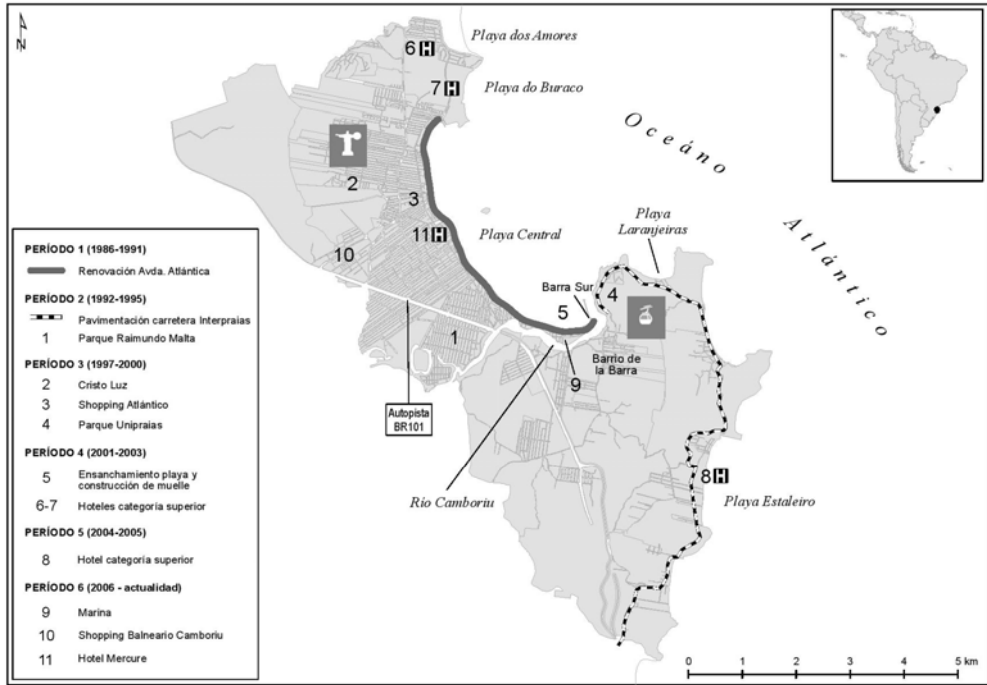 N
6 H
Playa dos Amores
7 H
Playa do Buraco
Oceáno
Atlántico
2
3
11 H
Playa Central
10
Playa
Laranjeiras
Barra Sur
4
5
1
Barrio de
la Barra
9
Autopista
BR101
Río Camboriu
8 H
Playa Estaleiro
PERÍODO 1 (1986-1991)
Renovación Avda. Atlántica
PERÍODO 2 (1992-1995)
Pavimentación carretera Interpraias
1 Parque Raimundo Malta
PERÍODO 3 (1997-2000)
2 Cristo Luz
3 Shopping Atlántico
4 Parque Unipraias
PERÍODO 4 (2001-2003)
5 Ensanchamiento playa y
construcción de muelle
6-7 Hoteles categoría superior
PERÍODO 5 (2004-2005)
8 Hotel categoría superior
PERÍODO 6 (2006 - actualidad)
9 Marina
10 Shopping Balneario Camboriu
11 Hotel Mercure
0 1 2 3 4 5 km